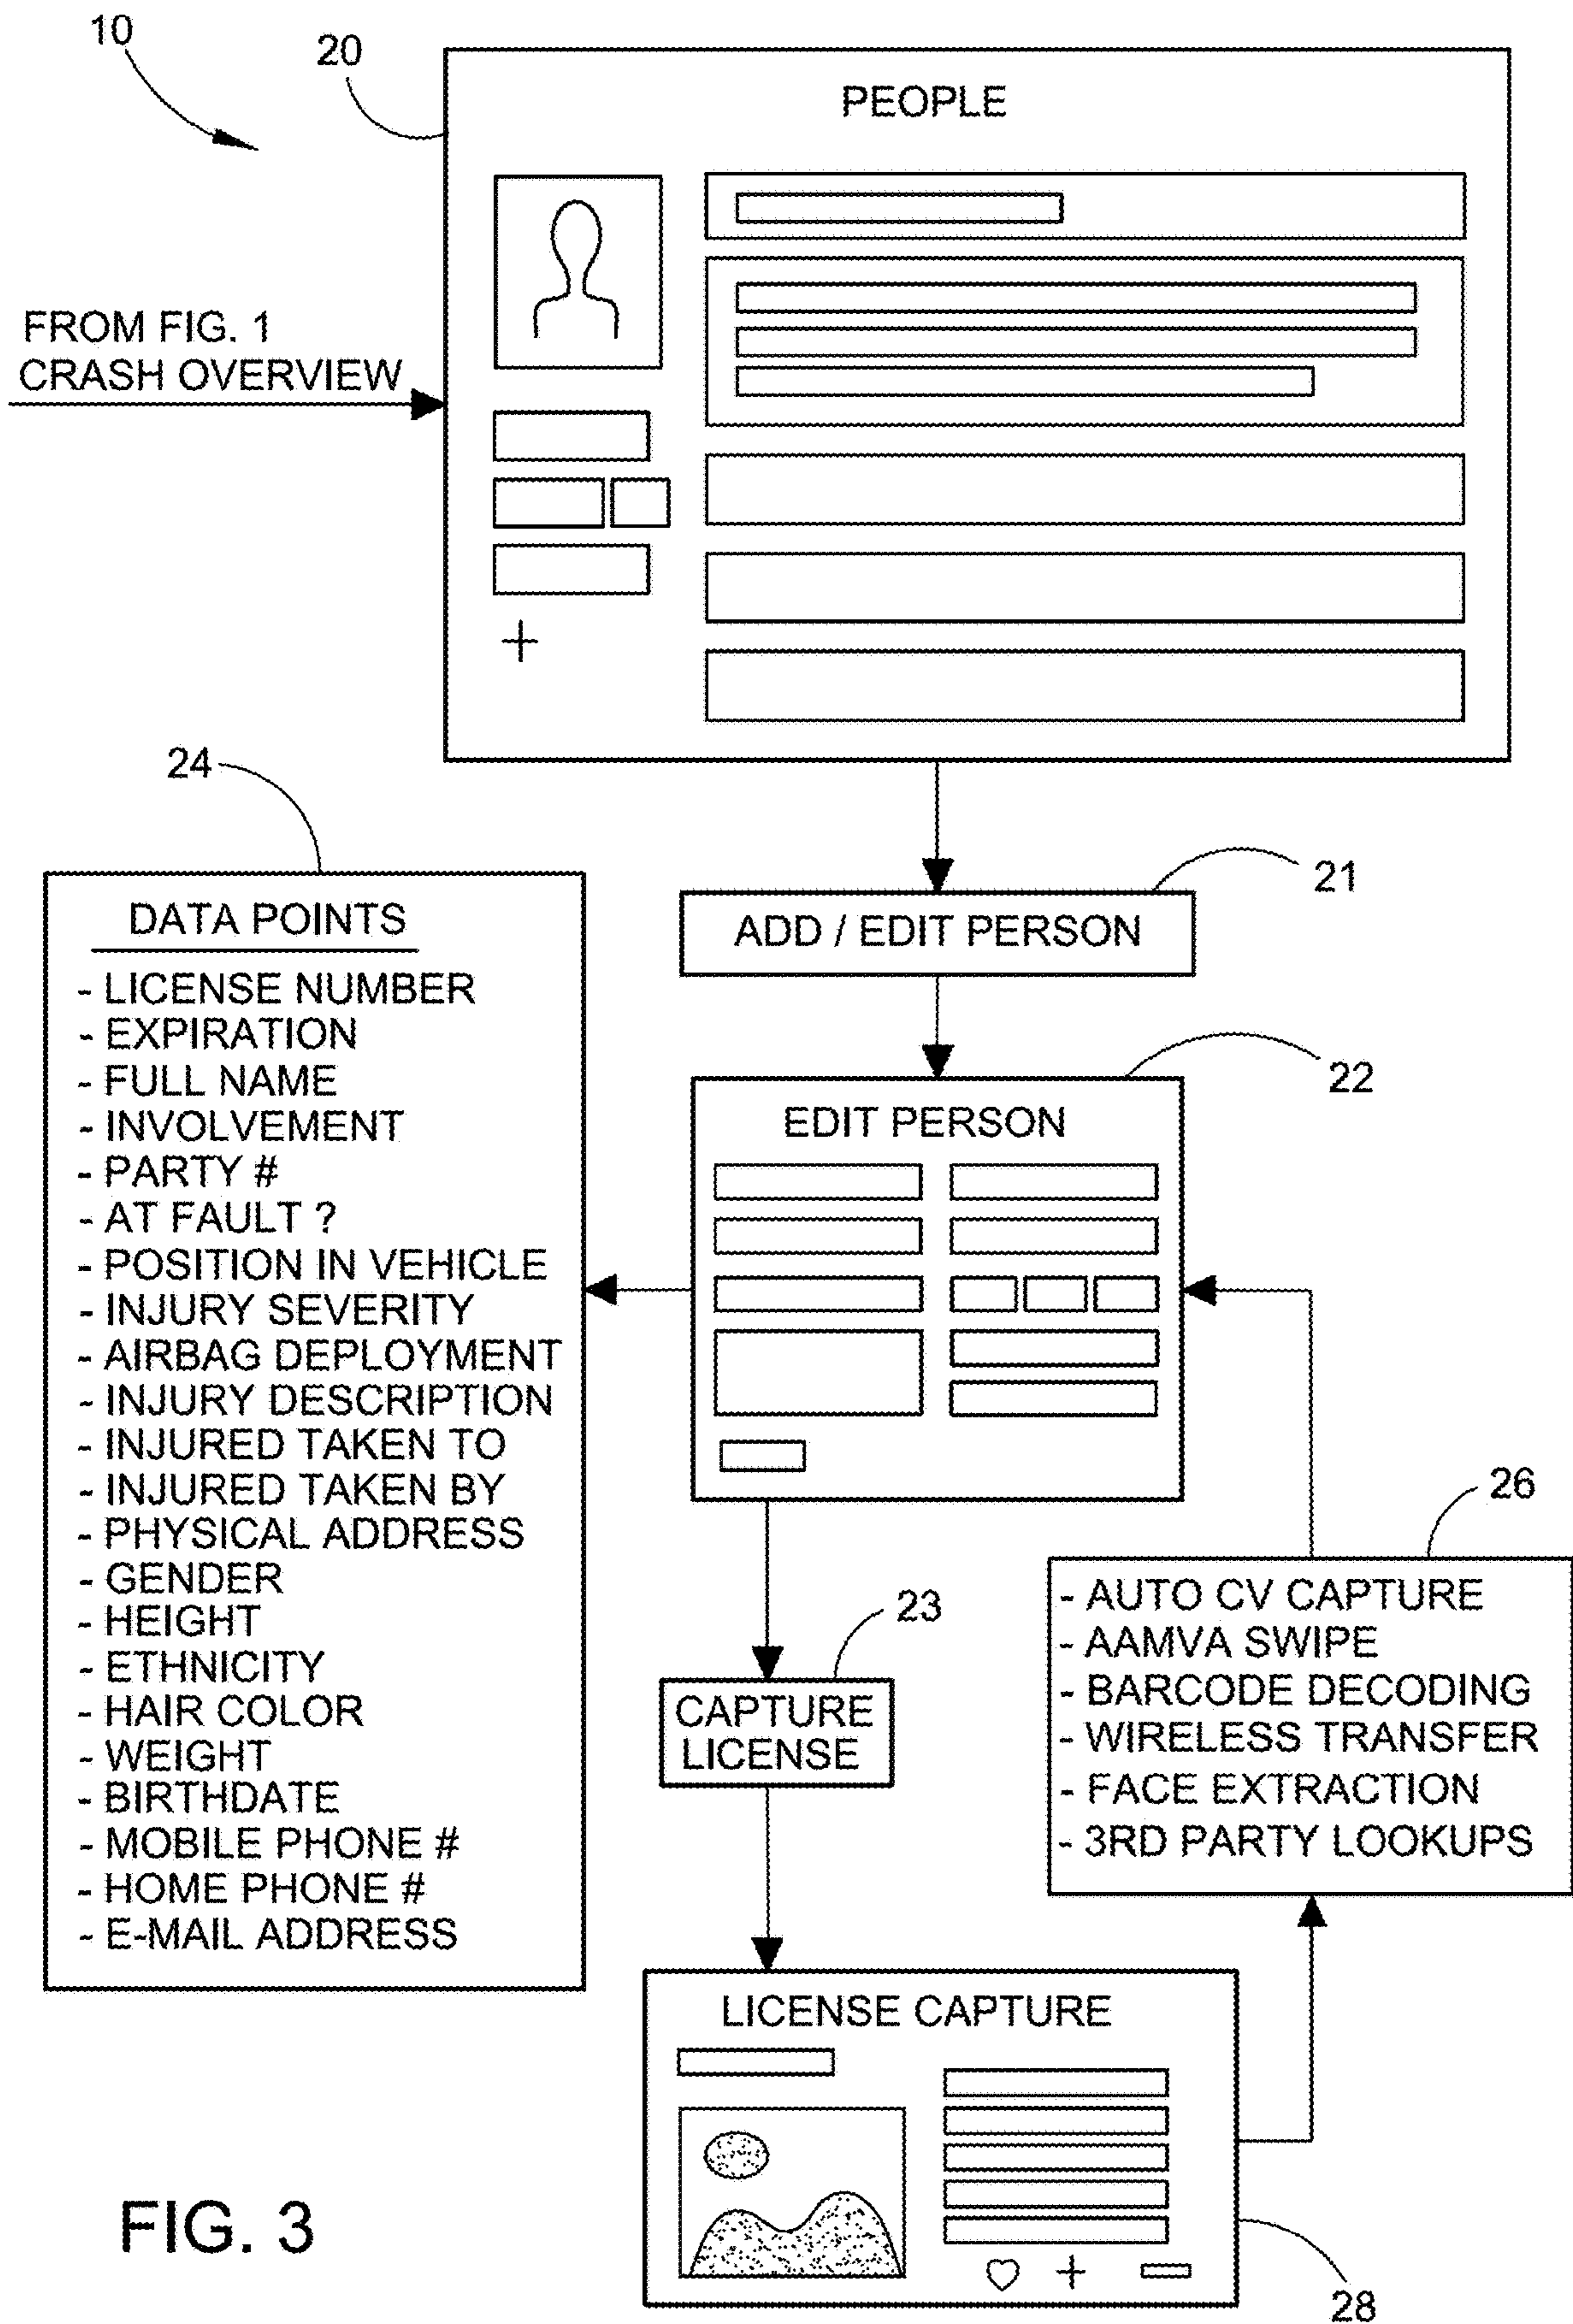 10
20
PEOPLE
FROM FIG. 1
CRASH OVERVIEW
24
DATA POINTS
- LICENSE NUMBER
- EXPIRATION
- FULL NAME
- INVOLVEMENT
- PARTY #
- AT FAULT ?
- POSITION IN VEHICLE
- INJURY SEVERITY
- AIRBAG DEPLOYMENT
- INJURY DESCRIPTION
- INJURED TAKEN TO
- INJURED TAKEN BY
- PHYSICAL ADDRESS
- GENDER
- HEIGHT
- ETHNICITY
- HAIR COLOR
- WEIGHT
- BIRTHDATE
- MOBILE PHONE #
- HOME PHONE #
- E-MAIL ADDRESS
21
ADD / EDIT PERSON
22
EDIT PERSON
26
- AUTO CV CAPTURE
- AAMVA SWIPE
- BARCODE DECODING
- WIRELESS TRANSFER
- FACE EXTRACTION
- 3RD PARTY LOOKUPS
23
CAPTURE
LICENSE
LICENSE CAPTURE
28
FIG. 3